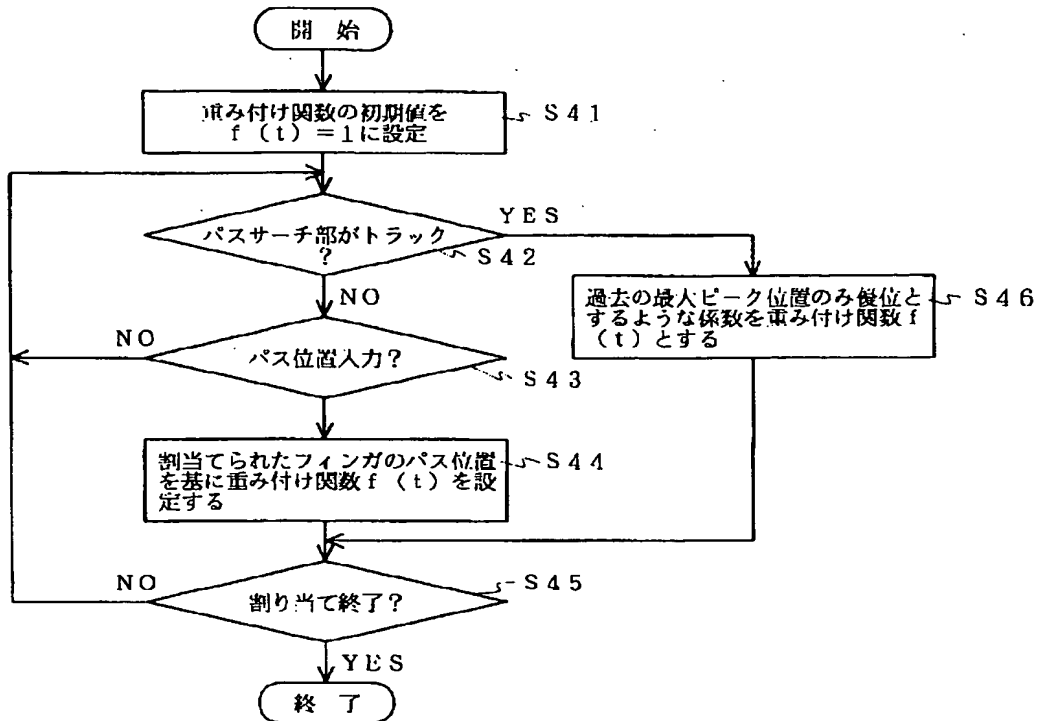 開 始
重み付け関数の初期値を
f (t) =1に設定
S41
パスサーチ部がトラック
?
YES
S42
NO
過去の最大ピーク位置のみ優位と
するような係数を重み付け関数f
(t) とする
S46
NO
パス位置入力?
S43
割当てられたフィンガのパス位置
を基に重み付け関数f (t) を設
定する
S44
NO
割り当て終了?
S45
YES
終 了